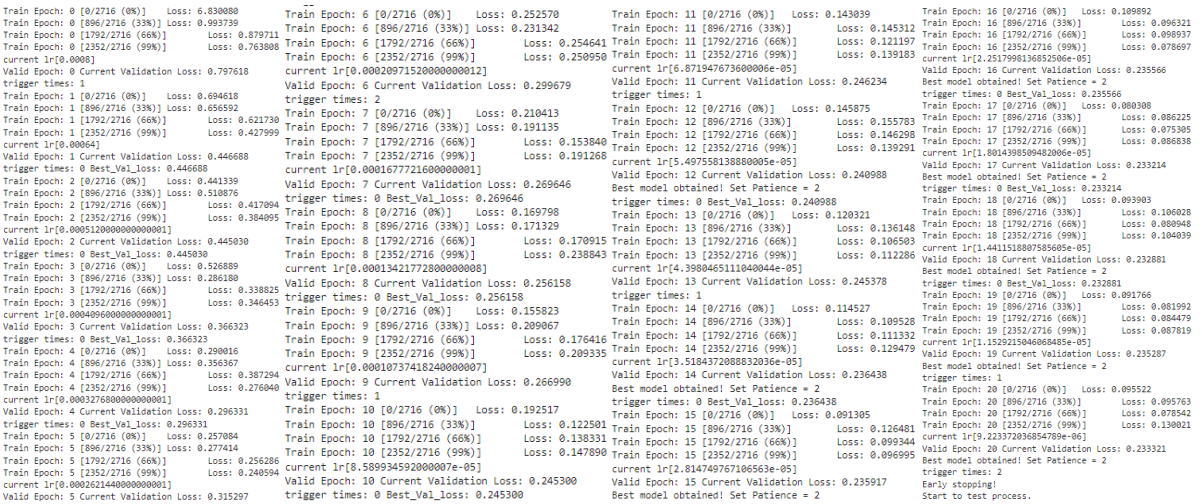 Train Epoch: 0 [0/2716 (0%)] Loss: 6.830080
Train Epoch: 0 [896/2716 (33%)] Loss: 0.993739
Train Epoch: 0 [1792/2716 (66%)] Loss: 0.879711
Train Epoch: 0 [2352/2716 (99%)] Loss: 0.763808
current lr[0.0008]
Valid Epoch: 0 Current Validation Loss: 0.797618
trigger times: 1
Train Epoch: 1 [0/2716 (0%)] Loss: 0.694618
Train Epoch: 1 [896/2716 (33%)] Loss: 0.656592
Train Epoch: 1 [1792/2716 (66%)] Loss: 0.621730
Train Epoch: 1 [2352/2716 (99%)] Loss: 0.427999
current lr[0.00064]
Valid Epoch: 1 Current Validation Loss: 0.446688
trigger times: 0 Best_Val_loss: 0.446688
Train Epoch: 2 [0/2716 (0%)] Loss: 0.441339
Train Epoch: 2 [896/2716 (33%)] Loss: 0.510876
Train Epoch: 2 [1792/2716 (66%)] Loss: 0.417094
Train Epoch: 2 [2352/2716 (99%)] Loss: 0.384095
current lr[0.0005120000000000001]
Valid Epoch: 2 Current Validation Loss: 0.445030
trigger times: 0 Best_Val_loss: 0.445030
Train Epoch: 3 [0/2716 (0%)] Loss: 0.526889
Train Epoch: 3 [896/2716 (33%)] Loss: 0.286180
Train Epoch: 3 [1792/2716 (66%)] Loss: 0.338825
Train Epoch: 3 [2352/2716 (99%)] Loss: 0.346453
current lr[0.0004096000000000001]
Valid Epoch: 3 Current Validation Loss: 0.366323
trigger times: 0 Best_Val_loss: 0.366323
Train Epoch: 4 [0/2716 (0%)] Loss: 0.290016
Train Epoch: 4 [896/2716 (33%)] Loss: 0.356367
Train Epoch: 4 [1792/2716 (66%)] Loss: 0.387294
Train Epoch: 4 [2352/2716 (99%)] Loss: 0.276040
current lr[0.0003276800000000001]
Valid Epoch: 4 Current Validation Loss: 0.296331
trigger times: 0 Best_Val_loss: 0.296331
Train Epoch: 5 [0/2716 (0%)] Loss: 0.257084
Train Epoch: 5 [896/2716 (33%)] Loss: 0.277414
Train Epoch: 5 [1792/2716 (66%)] Loss: 0.256286
Train Epoch: 5 [2352/2716 (99%)] Loss: 0.240594
current lr[0.0002621440000000001]
Valid Epoch: 5 Current Validation Loss: 0.315297
Train Epoch: 6 [0/2716 (0%)] Loss: 0.252570
Train Epoch: 6 [896/2716 (33%)] Loss: 0.231342
Train Epoch: 6 [1792/2716 (66%)] Loss: 0.254641
Train Epoch: 6 [2352/2716 (99%)] Loss: 0.250950
current lr[0.00020971520000000012]
Valid Epoch: 6 Current Validation Loss: 0.299679
trigger times: 2
Train Epoch: 7 [0/2716 (0%)] Loss: 0.210413
Train Epoch: 7 [896/2716 (33%)] Loss: 0.191135
Train Epoch: 7 [1792/2716 (66%)] Loss: 0.153840
Train Epoch: 7 [2352/2716 (99%)] Loss: 0.191268
current lr[0.0001677721600000001]
Valid Epoch: 7 Current Validation Loss: 0.269646
trigger times: 0 Best_Val_loss: 0.269646
Train Epoch: 8 [0/2716 (0%)] Loss: 0.169798
Train Epoch: 8 [896/2716 (33%)] Loss: 0.171329
Train Epoch: 8 [1792/2716 (66%)] Loss: 0.170915
Train Epoch: 8 [2352/2716 (99%)] Loss: 0.238843
current lr[0.00013421772800000008]
Valid Epoch: 8 Current Validation Loss: 0.256158
trigger times: 0 Best_Val_loss: 0.256158
Train Epoch: 9 [0/2716 (0%)] Loss: 0.155823
Train Epoch: 9 [896/2716 (33%)] Loss: 0.209067
Train Epoch: 9 [1792/2716 (66%)] Loss: 0.176416
Train Epoch: 9 [2352/2716 (99%)] Loss: 0.209335
current lr[0.00010737418240000007]
Valid Epoch: 9 Current Validation Loss: 0.266990
trigger times: 1
Train Epoch: 10 [0/2716 (0%)] Loss: 0.192517
Train Epoch: 10 [896/2716 (33%)] Loss: 0.122501
Train Epoch: 10 [1792/2716 (66%)] Loss: 0.138331
Train Epoch: 10 [2352/2716 (99%)] Loss: 0.147890
current lr[8.589934592000007e-05]
Valid Epoch: 10 Current Validation Loss: 0.245300
trigger times: 0 Best_Val_loss: 0.245300
Train Epoch: 11 [0/2716 (0%)] Loss: 0.143039
Train Epoch: 11 [896/2716 (33%)] Loss: 0.145312
Train Epoch: 11 [1792/2716 (66%)] Loss: 0.121197
Train Epoch: 11 [2352/2716 (99%)] Loss: 0.139183
current lr[6.871947673600006e-05]
Valid Epoch: 11 Current Validation Loss: 0.246234
trigger times: 1
Train Epoch: 12 [0/2716 (0%)] Loss: 0.145875
Train Epoch: 12 [896/2716 (33%)] Loss: 0.155783
Train Epoch: 12 [1792/2716 (66%)] Loss: 0.146298
Train Epoch: 12 [2352/2716 (99%)] Loss: 0.139291
current lr[5.497558138880005e-05]
Valid Epoch: 12 Current Validation Loss: 0.240988
Best model obtained! Set Patience = 2
trigger times: 0 Best_Val_loss: 0.240988
Train Epoch: 13 [0/2716 (0%)] Loss: 0.120321
Train Epoch: 13 [896/2716 (33%)] Loss: 0.136148
Train Epoch: 13 [1792/2716 (66%)] Loss: 0.106503
Train Epoch: 13 [2352/2716 (99%)] Loss: 0.112286
current lr[4.3980465111040044e-05]
Valid Epoch: 13 Current Validation Loss: 0.245378
trigger times: 1
Train Epoch: 14 [0/2716 (0%)] Loss: 0.114527
Train Epoch: 14 [896/2716 (33%)] Loss: 0.109528
Train Epoch: 14 [1792/2716 (66%)] Loss: 0.111332
Train Epoch: 14 [2352/2716 (99%)] Loss: 0.129479
current lr[3.5184372088832036e-05]
Valid Epoch: 14 Current Validation Loss: 0.236438
Best model obtained! Set Patience = 2
trigger times: 0 Best_Val_loss: 0.236438
Train Epoch: 15 [0/2716 (0%)] Loss: 0.091305
Train Epoch: 15 [896/2716 (33%)] Loss: 0.126481
Train Epoch: 15 [1792/2716 (66%)] Loss: 0.099344
Train Epoch: 15 [2352/2716 (99%)] Loss: 0.096995
current lr[2.814749767106563e-05]
Valid Epoch: 15 Current Validation Loss: 0.235917
Best model obtained! Set Patience = 2
Train Epoch: 16 [0/2716 (0%)] Loss: 0.109892
Train Epoch: 16 [896/2716 (33%)] Loss: 0.096321
Train Epoch: 16 [1792/2716 (66%)] Loss: 0.098937
Train Epoch: 16 [2352/2716 (99%)] Loss: 0.078697
current lr[2.2517998136852506e-05]
Valid Epoch: 16 Current Validation Loss: 0.235566
Best model obtained! Set Patience = 2
trigger times: 0 Best_Val_loss: 0.235566
Train Epoch: 17 [0/2716 (0%)] Loss: 0.080308
Train Epoch: 17 [896/2716 (33%)] Loss: 0.086225
Train Epoch: 17 [1792/2716 (66%)] Loss: 0.075305
Train Epoch: 17 [2352/2716 (99%)] Loss: 0.086838
current lr[1.8014398509482006e-05]
Valid Epoch: 17 Current Validation Loss: 0.233214
Best model obtained! Set Patience = 2
trigger times: 0 Best_Val_loss: 0.233214
Train Epoch: 18 [0/2716 (0%)] Loss: 0.093903
Train Epoch: 18 [896/2716 (33%)] Loss: 0.106028
Train Epoch: 18 [1792/2716 (66%)] Loss: 0.080948
Train Epoch: 18 [2352/2716 (99%)] Loss: 0.104039
current lr[1.4411518807585605e-05]
Valid Epoch: 18 Current Validation Loss: 0.232881
Best model obtained! Set Patience = 2
trigger times: 0 Best_Val_loss: 0.232881
Train Epoch: 19 [0/2716 (0%)] Loss: 0.091766
Train Epoch: 19 [896/2716 (33%)] Loss: 0.081992
Train Epoch: 19 [1792/2716 (66%)] Loss: 0.084479
Train Epoch: 19 [2352/2716 (99%)] Loss: 0.087819
current lr[1.1529215046068485e-05]
Valid Epoch: 19 Current Validation Loss: 0.235287
trigger times: 1
Train Epoch: 20 [0/2716 (0%)] Loss: 0.095522
Train Epoch: 20 [896/2716 (33%)] Loss: 0.095763
Train Epoch: 20 [1792/2716 (66%)] Loss: 0.078542
Train Epoch: 20 [2352/2716 (99%)] Loss: 0.130021
current lr[9.223372036854789e-06]
Valid Epoch: 20 Current Validation Loss: 0.233321
Best model obtained! Set Patience = 2
trigger times: 2
Early stopping!
Start to test process.